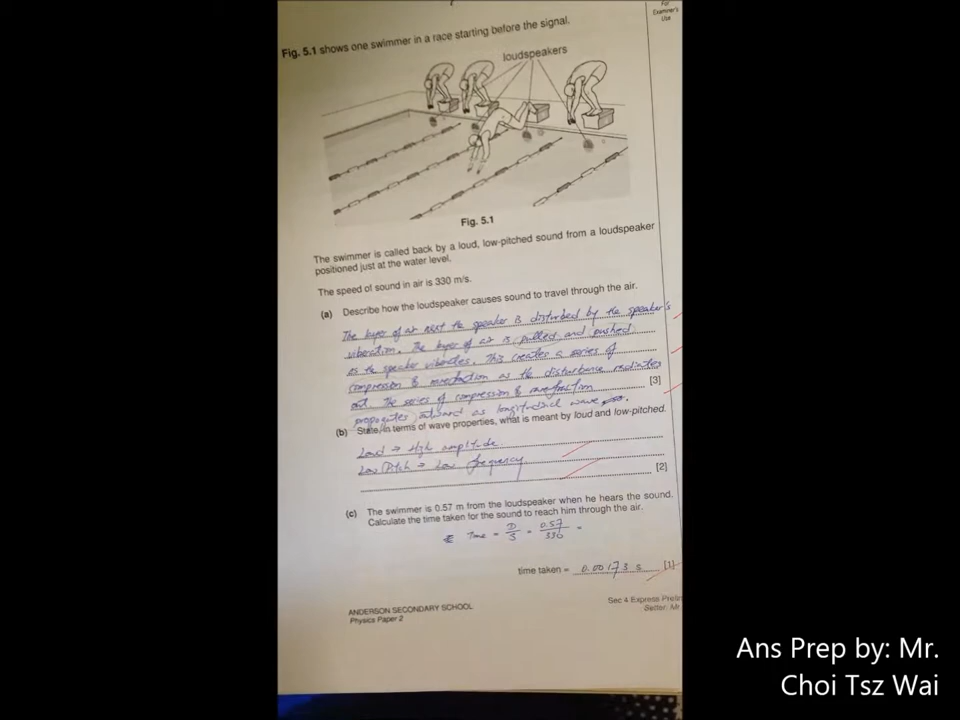 For
Examiner's
Use
Fig. 5.1 shows one swimmer in a race starting before the signal.
loudspeakers
Fig. 5.1
The swimmer is called back by a loud, low-pitched sound from a loudspeaker
positioned just at the water level.
The speed of sound in air is 330 m/s.
(a) Describe how the loudspeaker causes sound to travel through the air.
The layer of air next the speaker is disturbed by the speaker's
vibration. The layer of air is pulled and pushed
as the speaker vibrates. This creates a series of
compression & rarefraction as the disturbance
out. The series of compression & rarefraction
[3]
propagates outward as longitudinal wave
(b) State, in terms of wave properties, what is meant by loud and low-pitched.
Loud → High amplitude
Low Pitch → Low frequency
[2]
(c) The swimmer is 0.57 m from the loudspeaker when he hears the sound.
Calculate the time taken for the sound to reach him through the air.
Time = D/S = 0.57/330 =
time taken = 0.00173 s [1]
ANDERSON SECONDARY SCHOOL
Physics Paper 2
Sec 4 Express
Setter: Mr
Ans Prep by: Mr.
Choi Tsz Wai